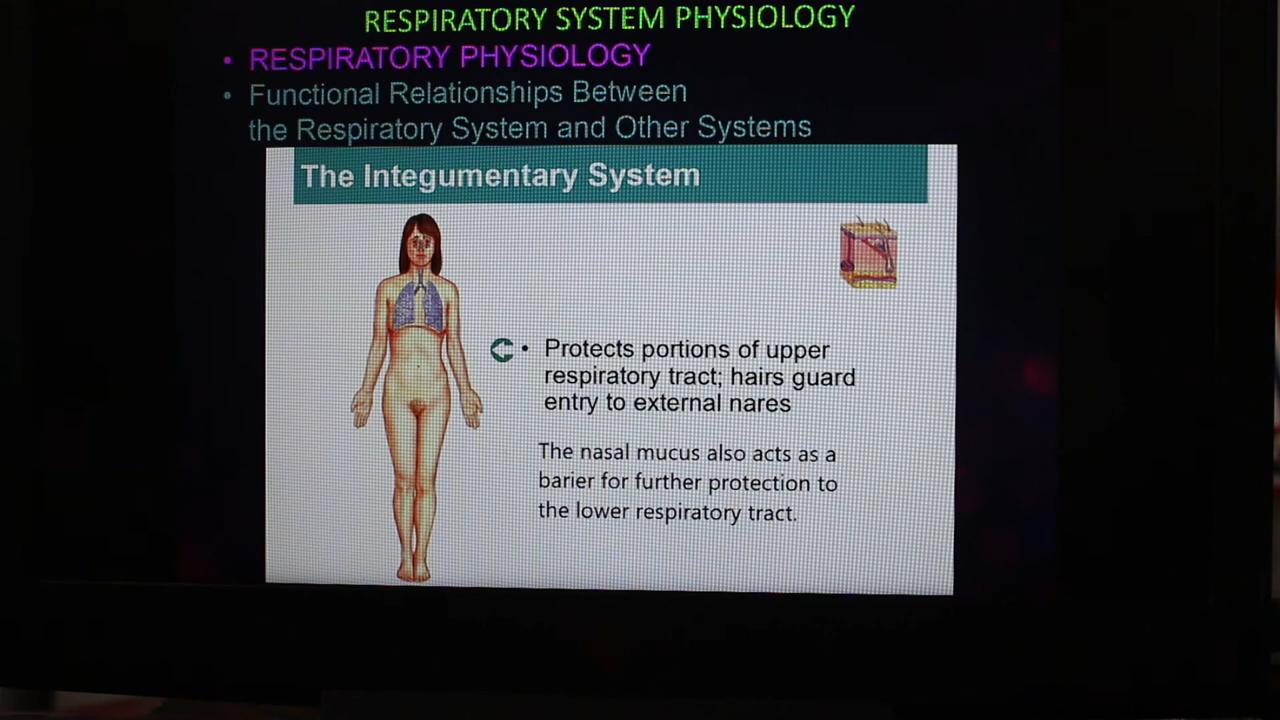 RESPIRATORY SYSTEM PHYSIOLOGY
• RESPIRATORY PHYSIOLOGY
• Functional Relationships Between
the Respiratory System and Other Systems
The Integumentary System
• Protects portions of upper
respiratory tract; hairs guard
entry to external nares
The nasal mucus also acts as a
barier for further protection to
the lower respiratory tract.